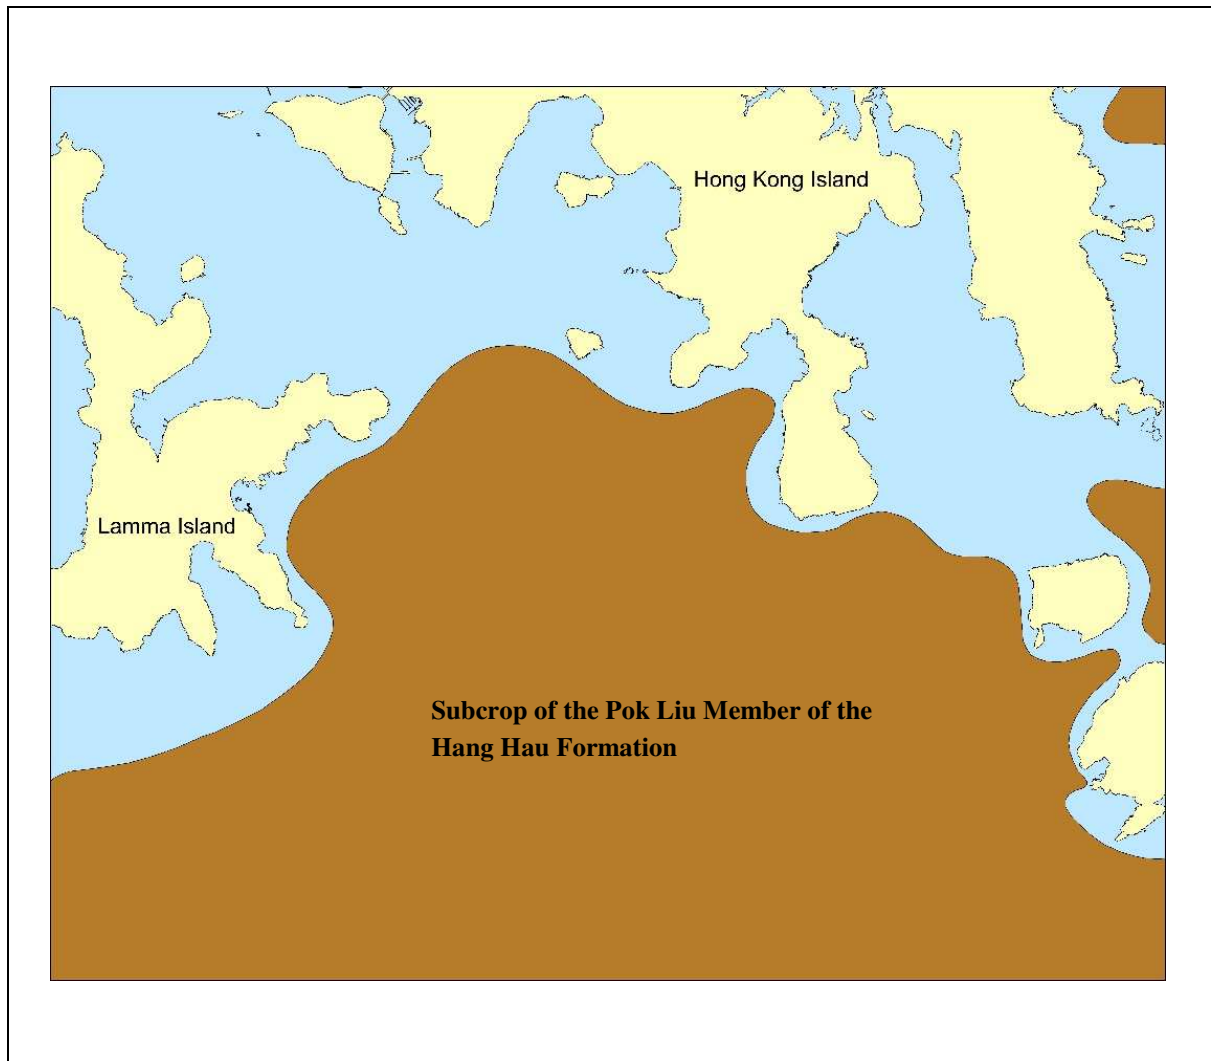 Hong Kong Island
Lamma Island
Subcrop of the Pok Liu Member of the
Hang Hau Formation